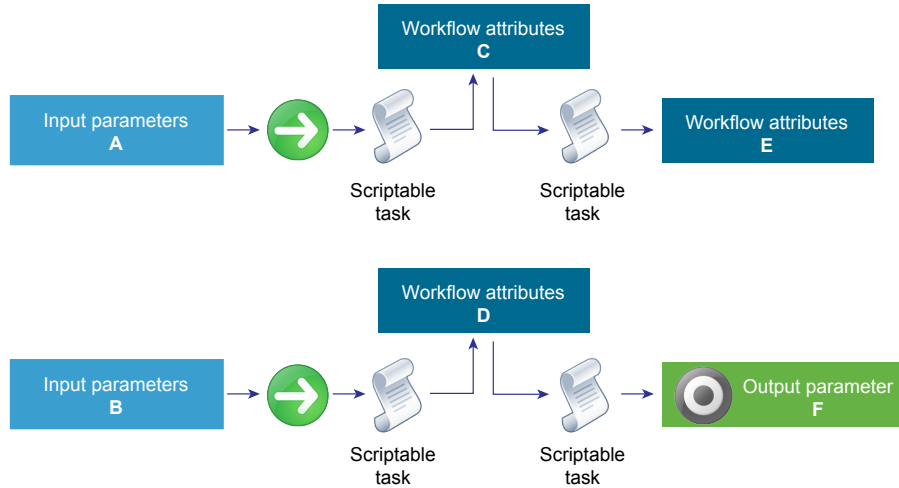 Workflow attributes
C
Input parameters
A
Workflow attributes
E
Scriptable
task
Scriptable
task
Workflow attributes
D
Input parameters
B
Output parameter
F
Scriptable
task
Scriptable
task